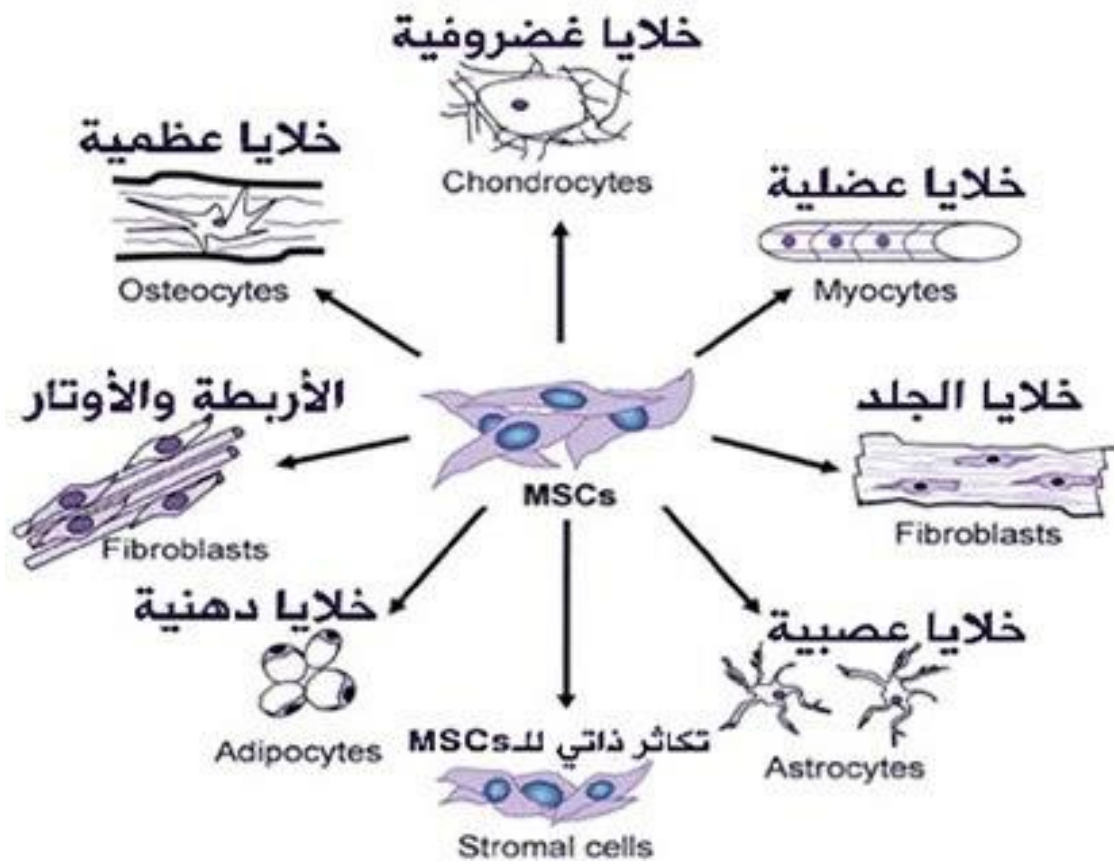 خلايا غضروفية
Chondrocytes
خلايا عظمية
Osteocytes
خلايا عضلية
Myocytes
الأربطة والأوتار
Fibroblasts
MSCs
خلايا الجلد
Fibroblasts
خلايا دهنية
Adipocytes
تكاثر ذاتي للـMSCs
Stromal cells
خلايا عصبية
Astrocytes